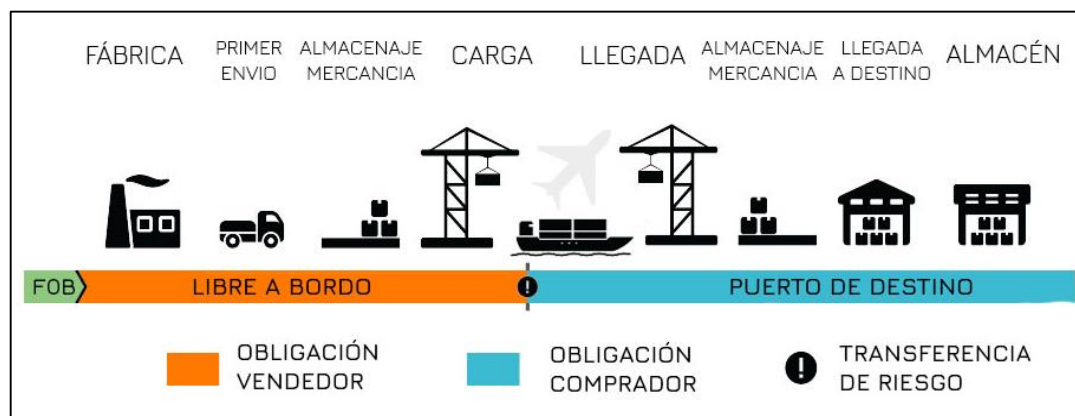 FÁBRICA
PRIMER
ENVIO
ALMACENAJE
MERCANCIA
CARGA
LLEGADA
ALMACENAJE
MERCANCIA
LLEGADA
A DESTINO
ALMACÉN
FOB
LIBRE A BORDO
!
PUERTO DE DESTINO
OBLIGACIÓN
VENDEDOR
OBLIGACIÓN
COMPRADOR
!
TRANSFERENCIA
DE RIESGO